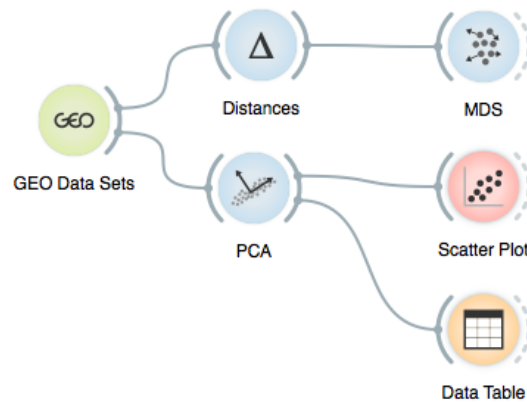 Δ
Distances
MDS
GEO
GEO Data Sets
PCA
Scatter Plot
Data Table